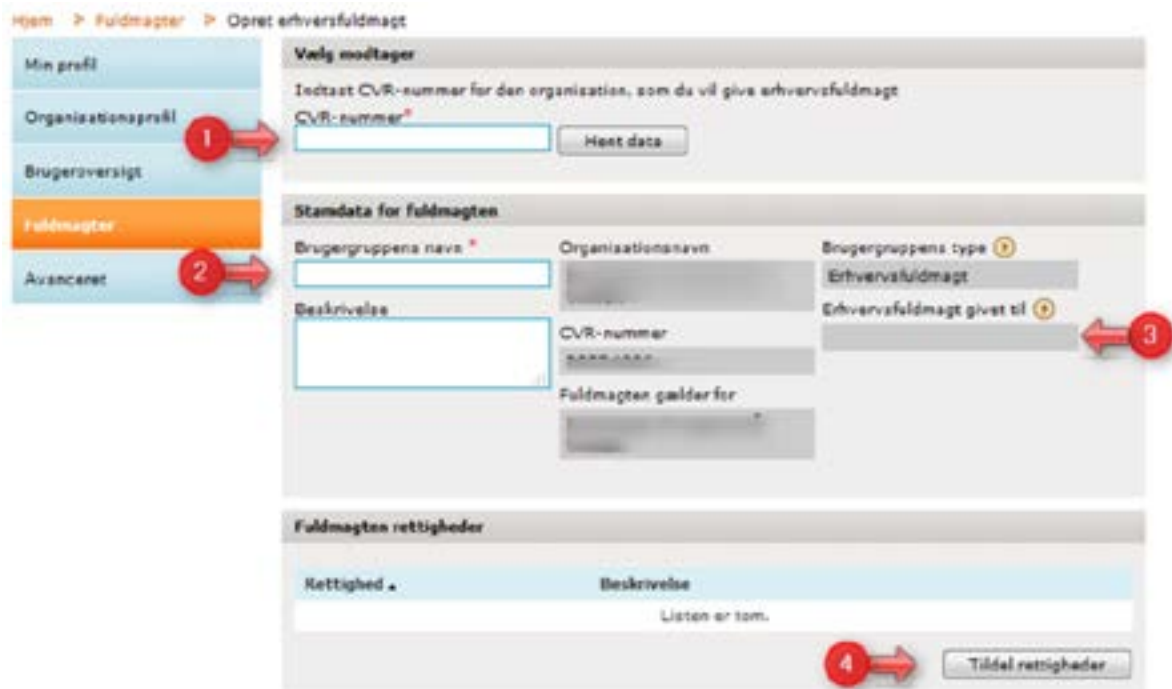 Hjem > Fuldmagter > Opret erhversfuldmagt
Min profil
Organisationsprofil
Brugeroversigt
Fuldmagter
Avanceret
Vælg modtager
Indtast CVR-nummer for den organisation, som du vil give erhvervsfuldmagt
CVR-nummer*
1
Hent data
Stamdata for fuldmagten
Brugergruppens navn *
2
Beskrivelse
Organisationsnavn
CVR-nummer
Fuldmagten gælder for
Brugergruppens type ?
Erhvervsfuldmagt
Erhvervsfuldmagt givet til ?
3
Fuldmagten rettigheder
Rettighed Beskrivelse
Listen er tom.
4
Tildel rettigheder